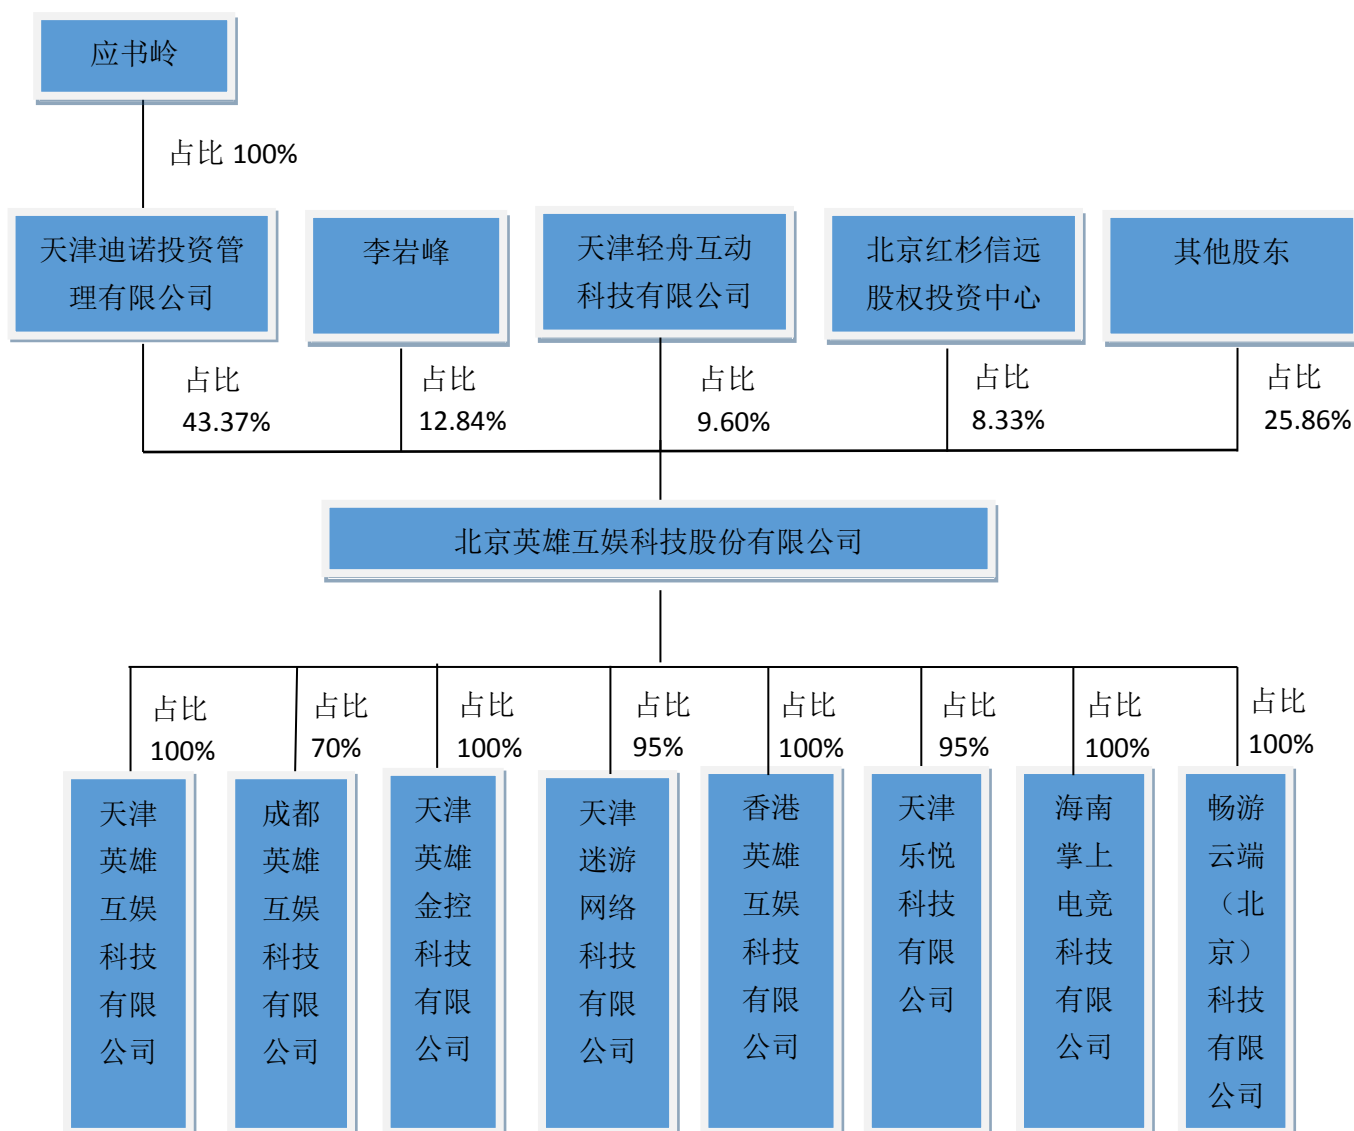 应书岭
占比 100%
天津迪诺投资管
理有限公司
李岩峰
天津轻舟互动
科技有限公司
北京红杉信远
股权投资中心
其他股东
占比
43.37%
占比
12.84%
占比
9.60%
占比
8.33%
占比
25.86%
北京英雄互娱科技股份有限公司
占比
100%
占比
70%
占比
100%
占比
95%
占比
100%
占比
95%
占比
100%
占比
100%
天津
英雄
互娱
科技
有限
公司
成都
英雄
互娱
科技
有限
公司
天津
英雄
金控
科技
有限
公司
天津
迷游
网络
科技
有限
公司
香港
英雄
互娱
科技
有限
公司
天津
乐悦
科技
有限
公司
海南
掌上
电竞
科技
有限
公司
畅游
云端
（北
京）
科技
有限
公司